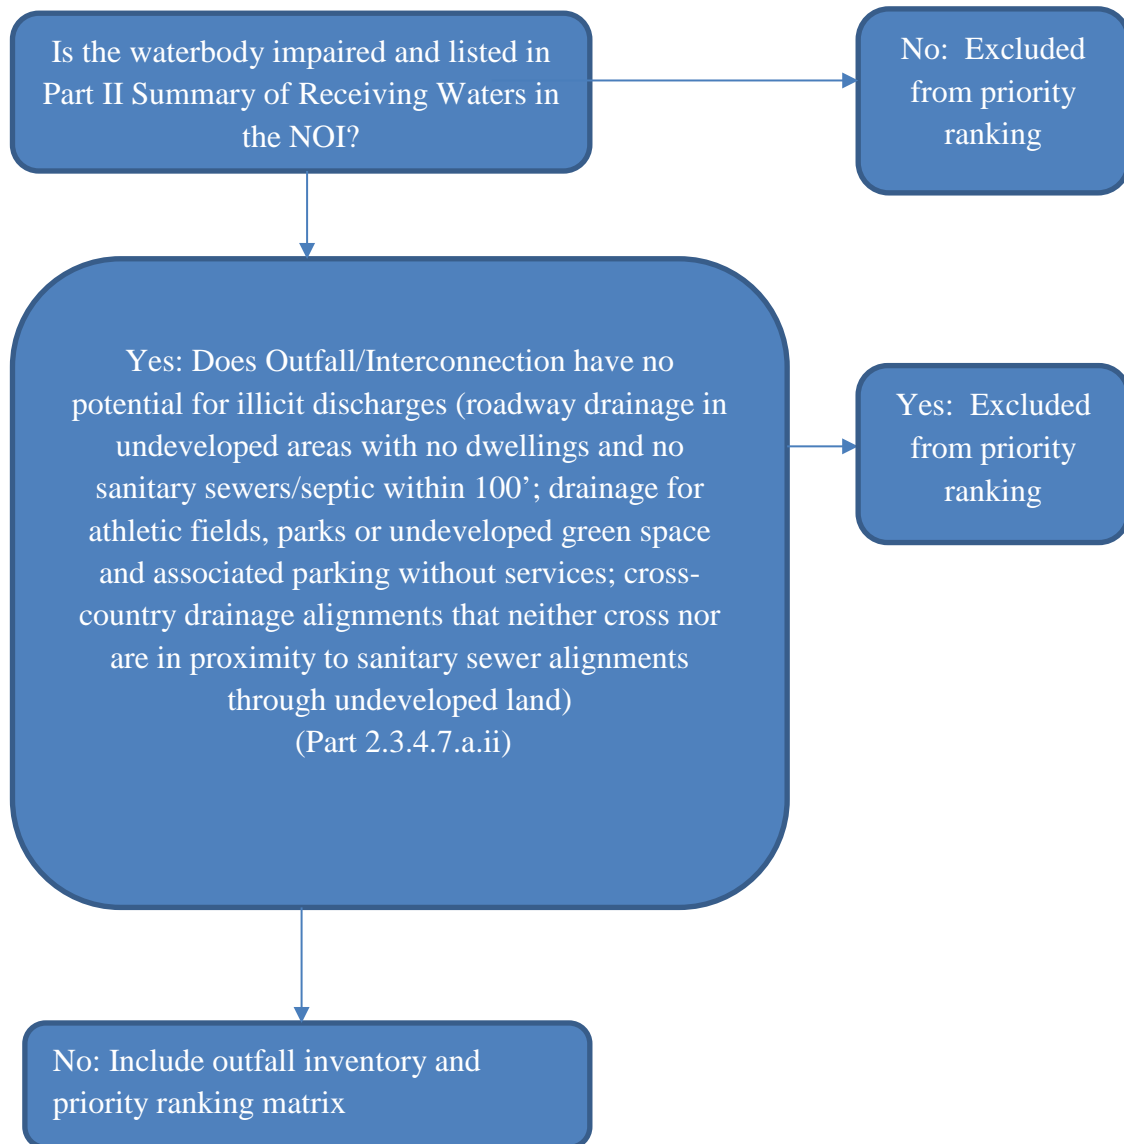 Is the waterbody impaired and listed in
Part II Summary of Receiving Waters in
the NOI?
No:  Excluded
from priority
ranking
Yes: Does Outfall/Interconnection have no
potential for illicit discharges (roadway drainage in
undeveloped areas with no dwellings and no
sanitary sewers/septic within 100’; drainage for
athletic fields, parks or undeveloped green space
and associated parking without services; cross-
country drainage alignments that neither cross nor
are in proximity to sanitary sewer alignments
through undeveloped land)
(Part 2.3.4.7.a.ii)
Yes:  Excluded
from priority
ranking
No: Include outfall inventory and
priority ranking matrix